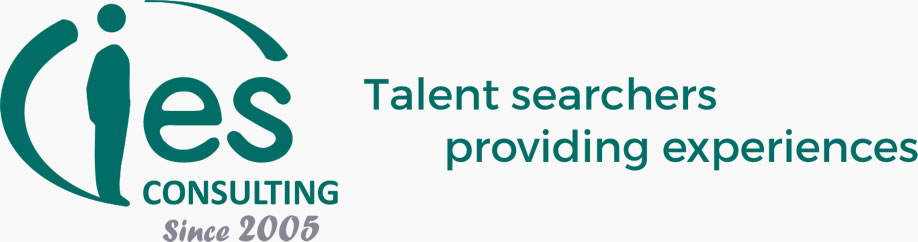 ies
CONSULTING
Since 2005
Talent searchers
providing experiences